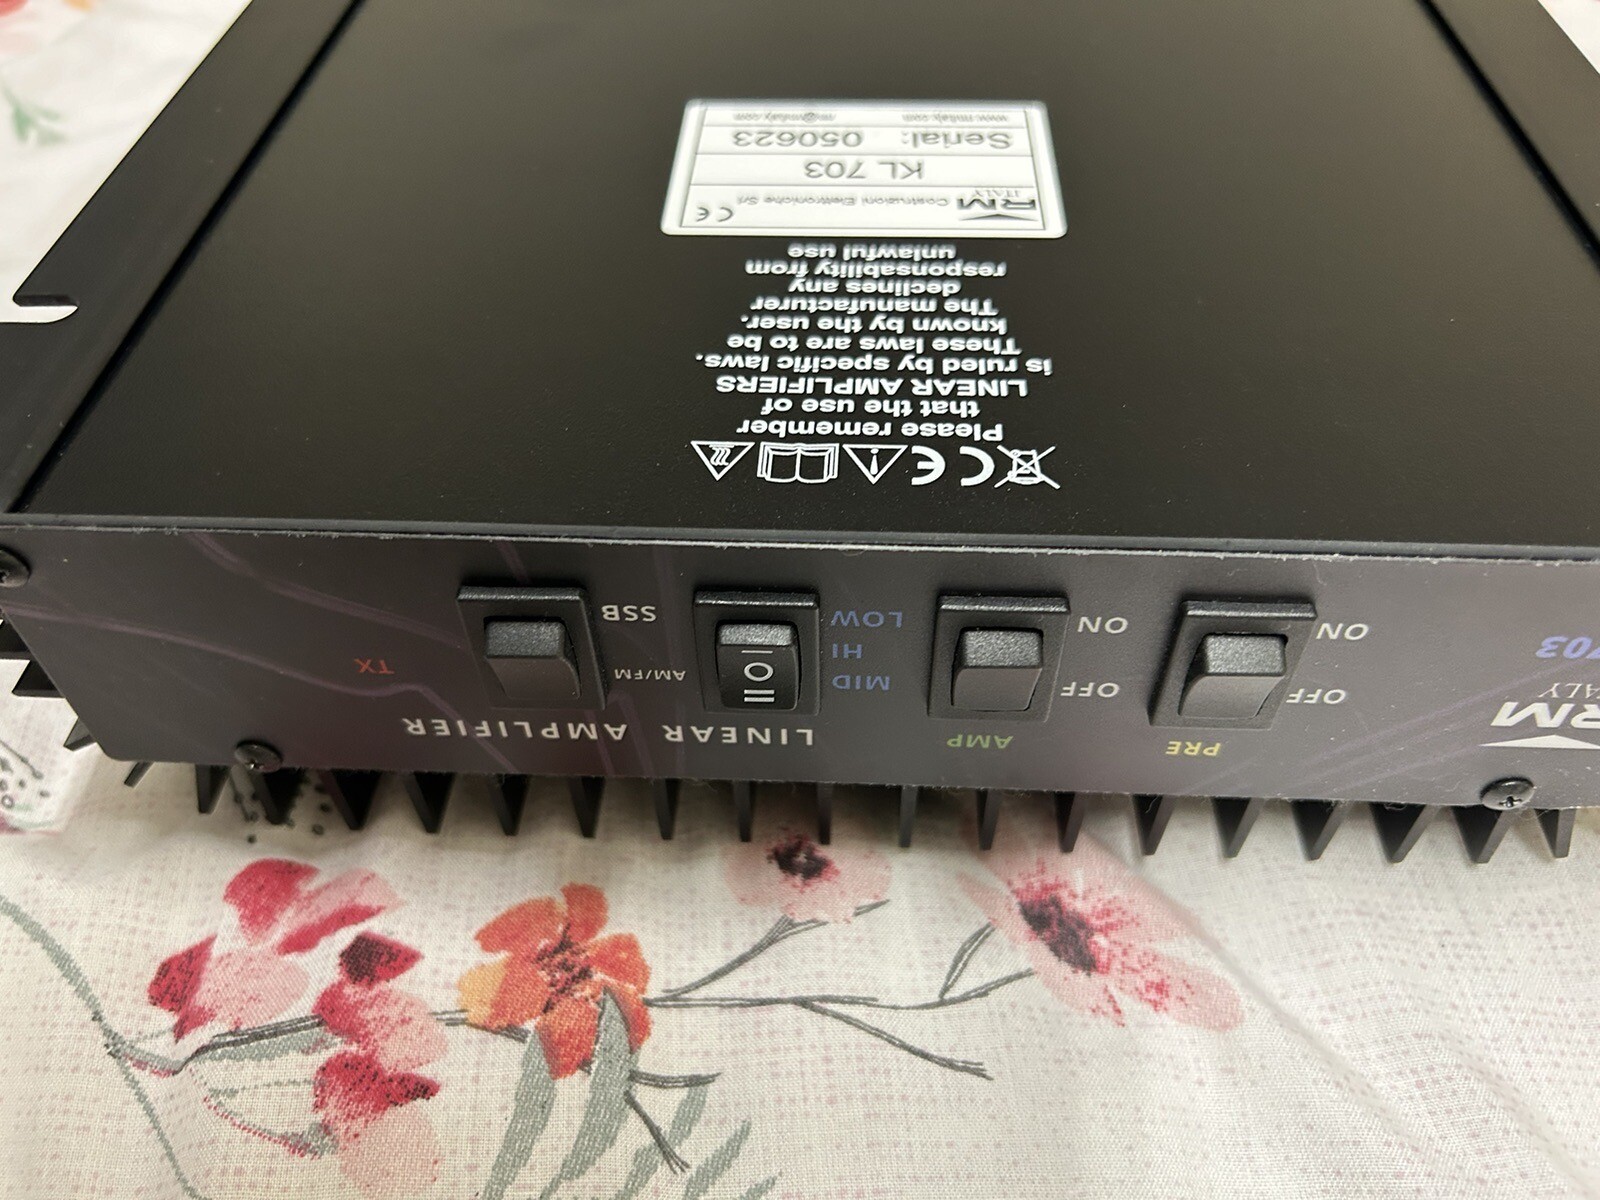 RM
ITALY
703
PRE
OFF
ON
AMP
OFF
ON
LINEAR AMPLIFIER
MID
HI
LOW
AM/FM
SSB
TX
CE
Please remember
that the use of
LINEAR AMPLIFIERS
is ruled by specific laws.
These laws are to be
known by the user.
The manufacturer
declines any
responsability from
unlawful use
RM ITALY Costruzioni Elettroniche Srl CE
KL 703
Serial: 050623
www.rmitaly.com rm@rmitaly.com